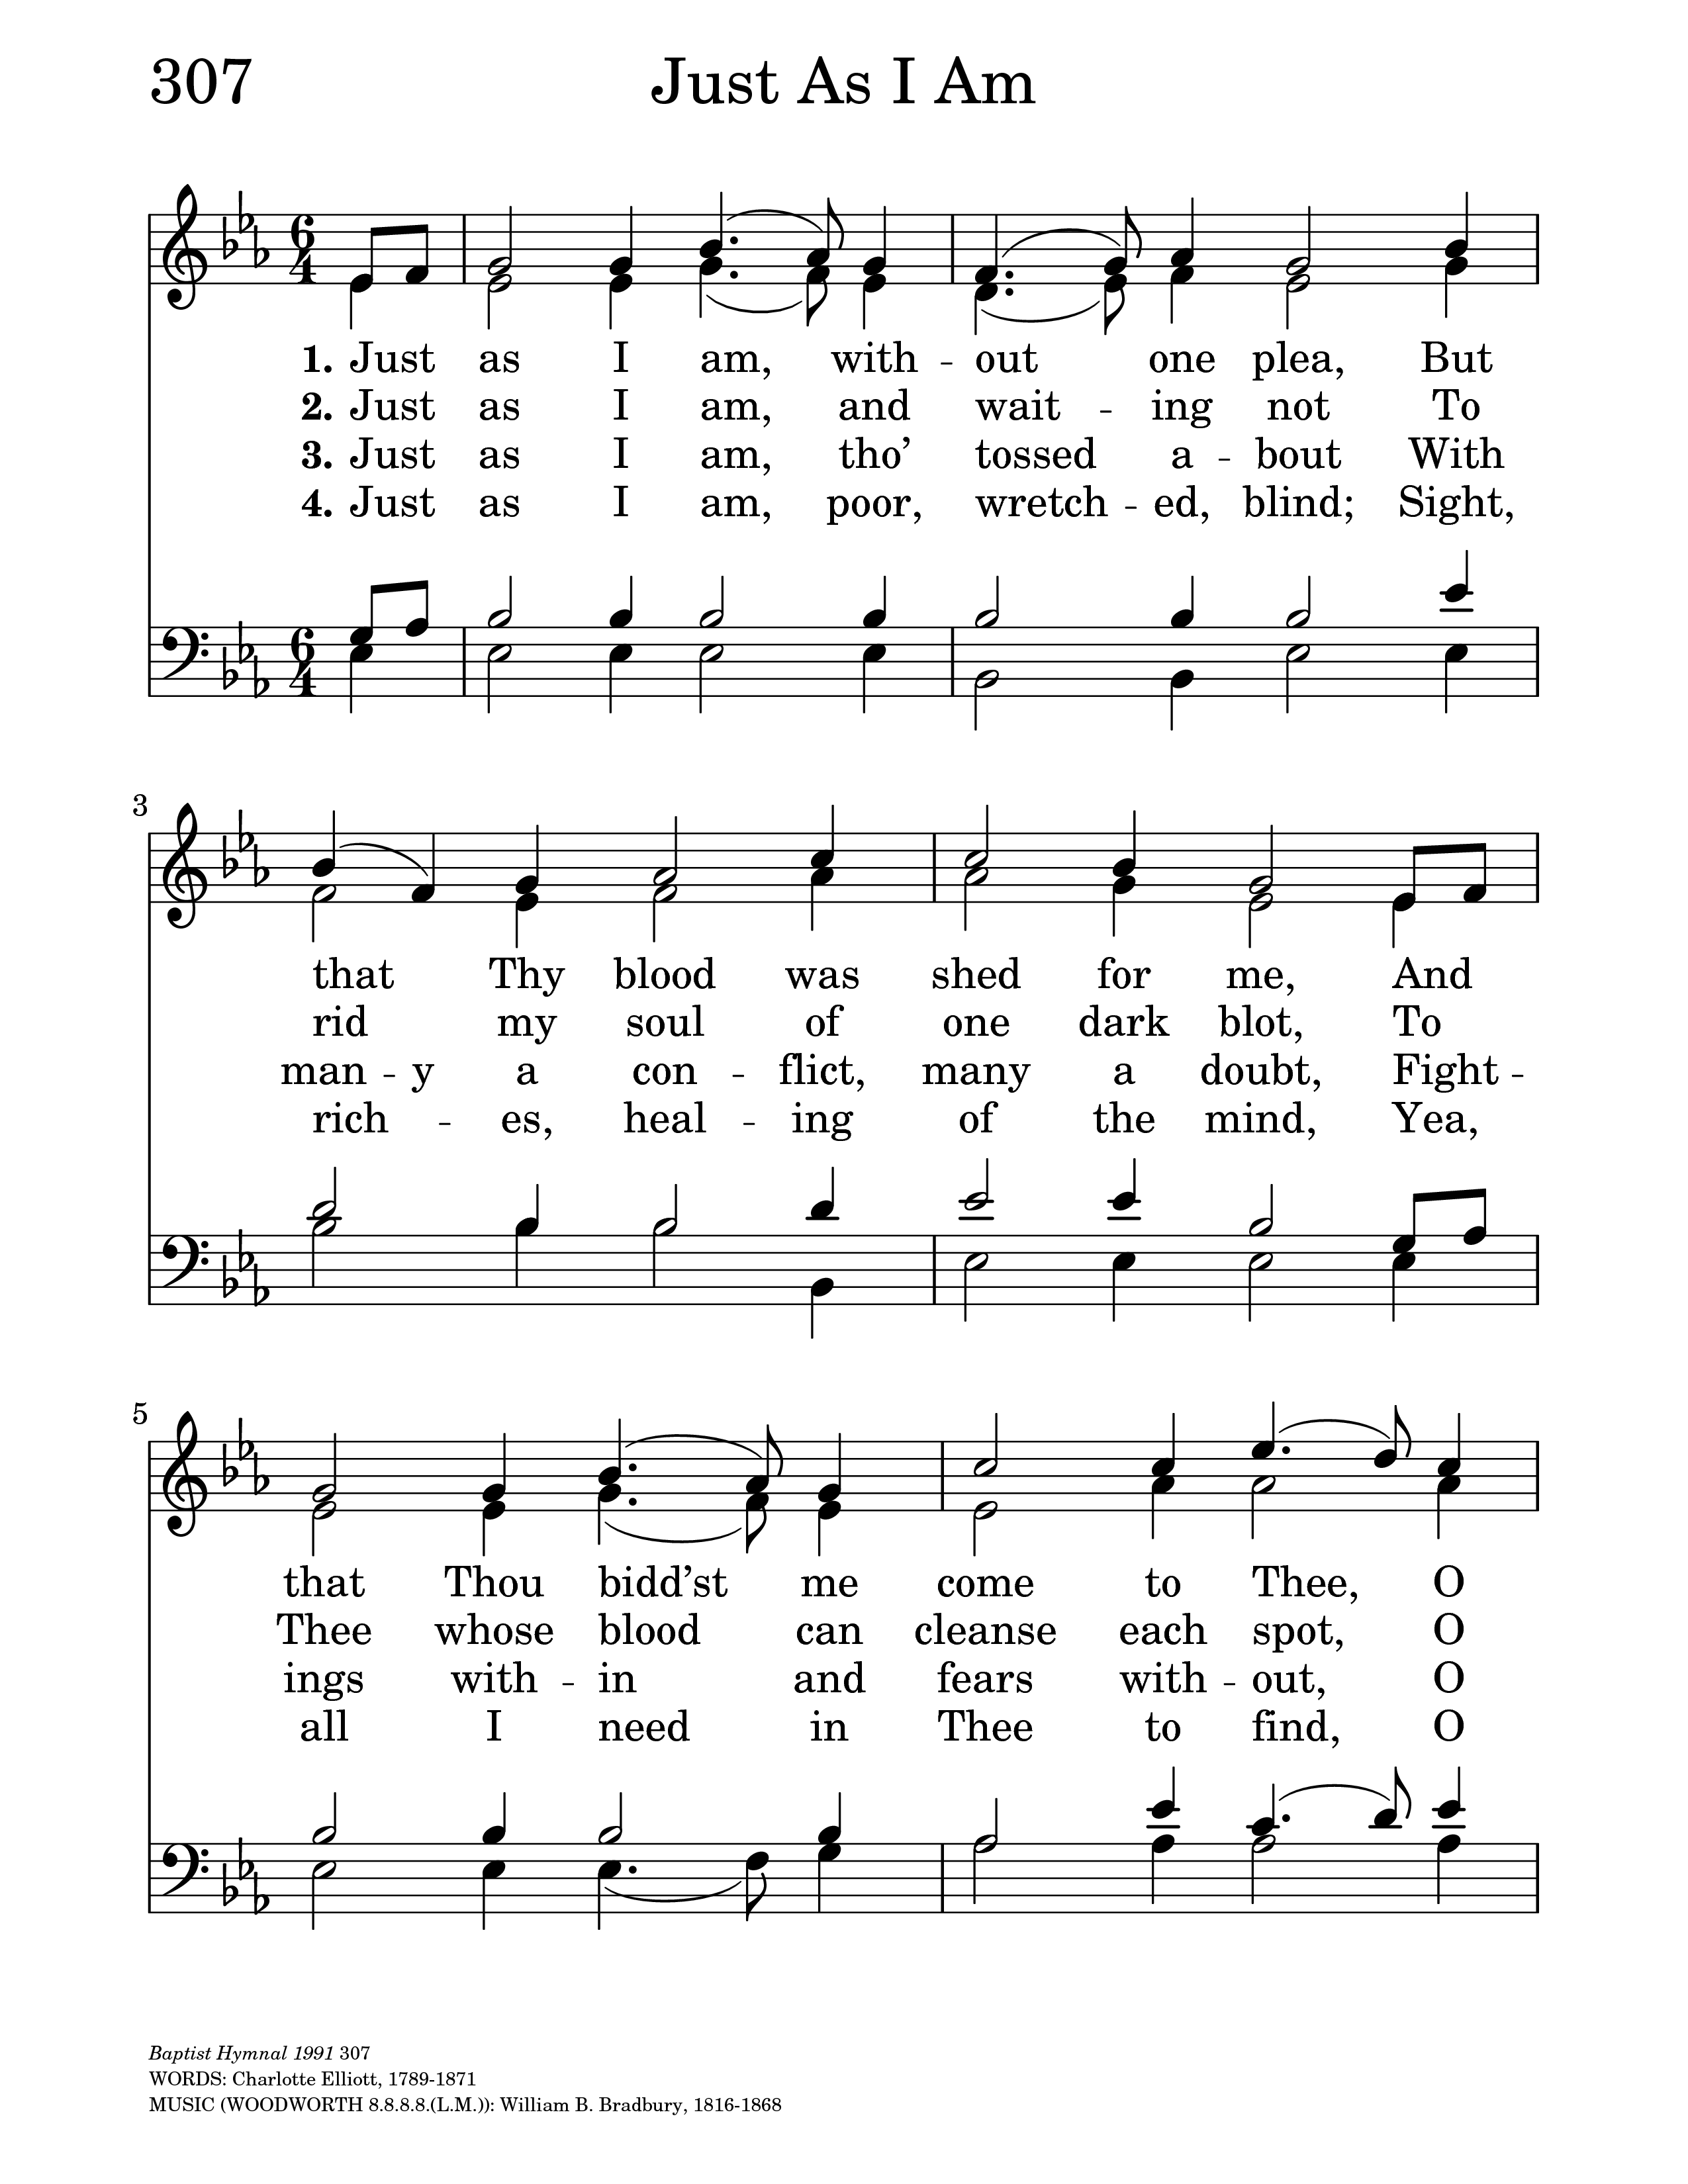 307 Just As I Am
6
4
1. Just as I am, with - out one plea, But
2. Just as I am, and wait - ing not To
3. Just as I am, tho’ tossed a - bout With
4. Just as I am, poor, wretch - ed, blind; Sight,
6
4
3
that Thy blood was shed for me, And
rid my soul of one dark blot, To
man - y a con - flict, many a doubt, Fight -
rich - es, heal - ing of the mind, Yea,
5
that Thou bidd’st me come to Thee, O
Thee whose blood can cleanse each spot, O
ings with - in and fears with - out, O
all I need in Thee to find, O
Baptist Hymnal 1991 307
WORDS: Charlotte Elliott, 1789-1871
MUSIC (WOODWORTH 8.8.8.8.(L.M.)): William B. Bradbury, 1816-1868